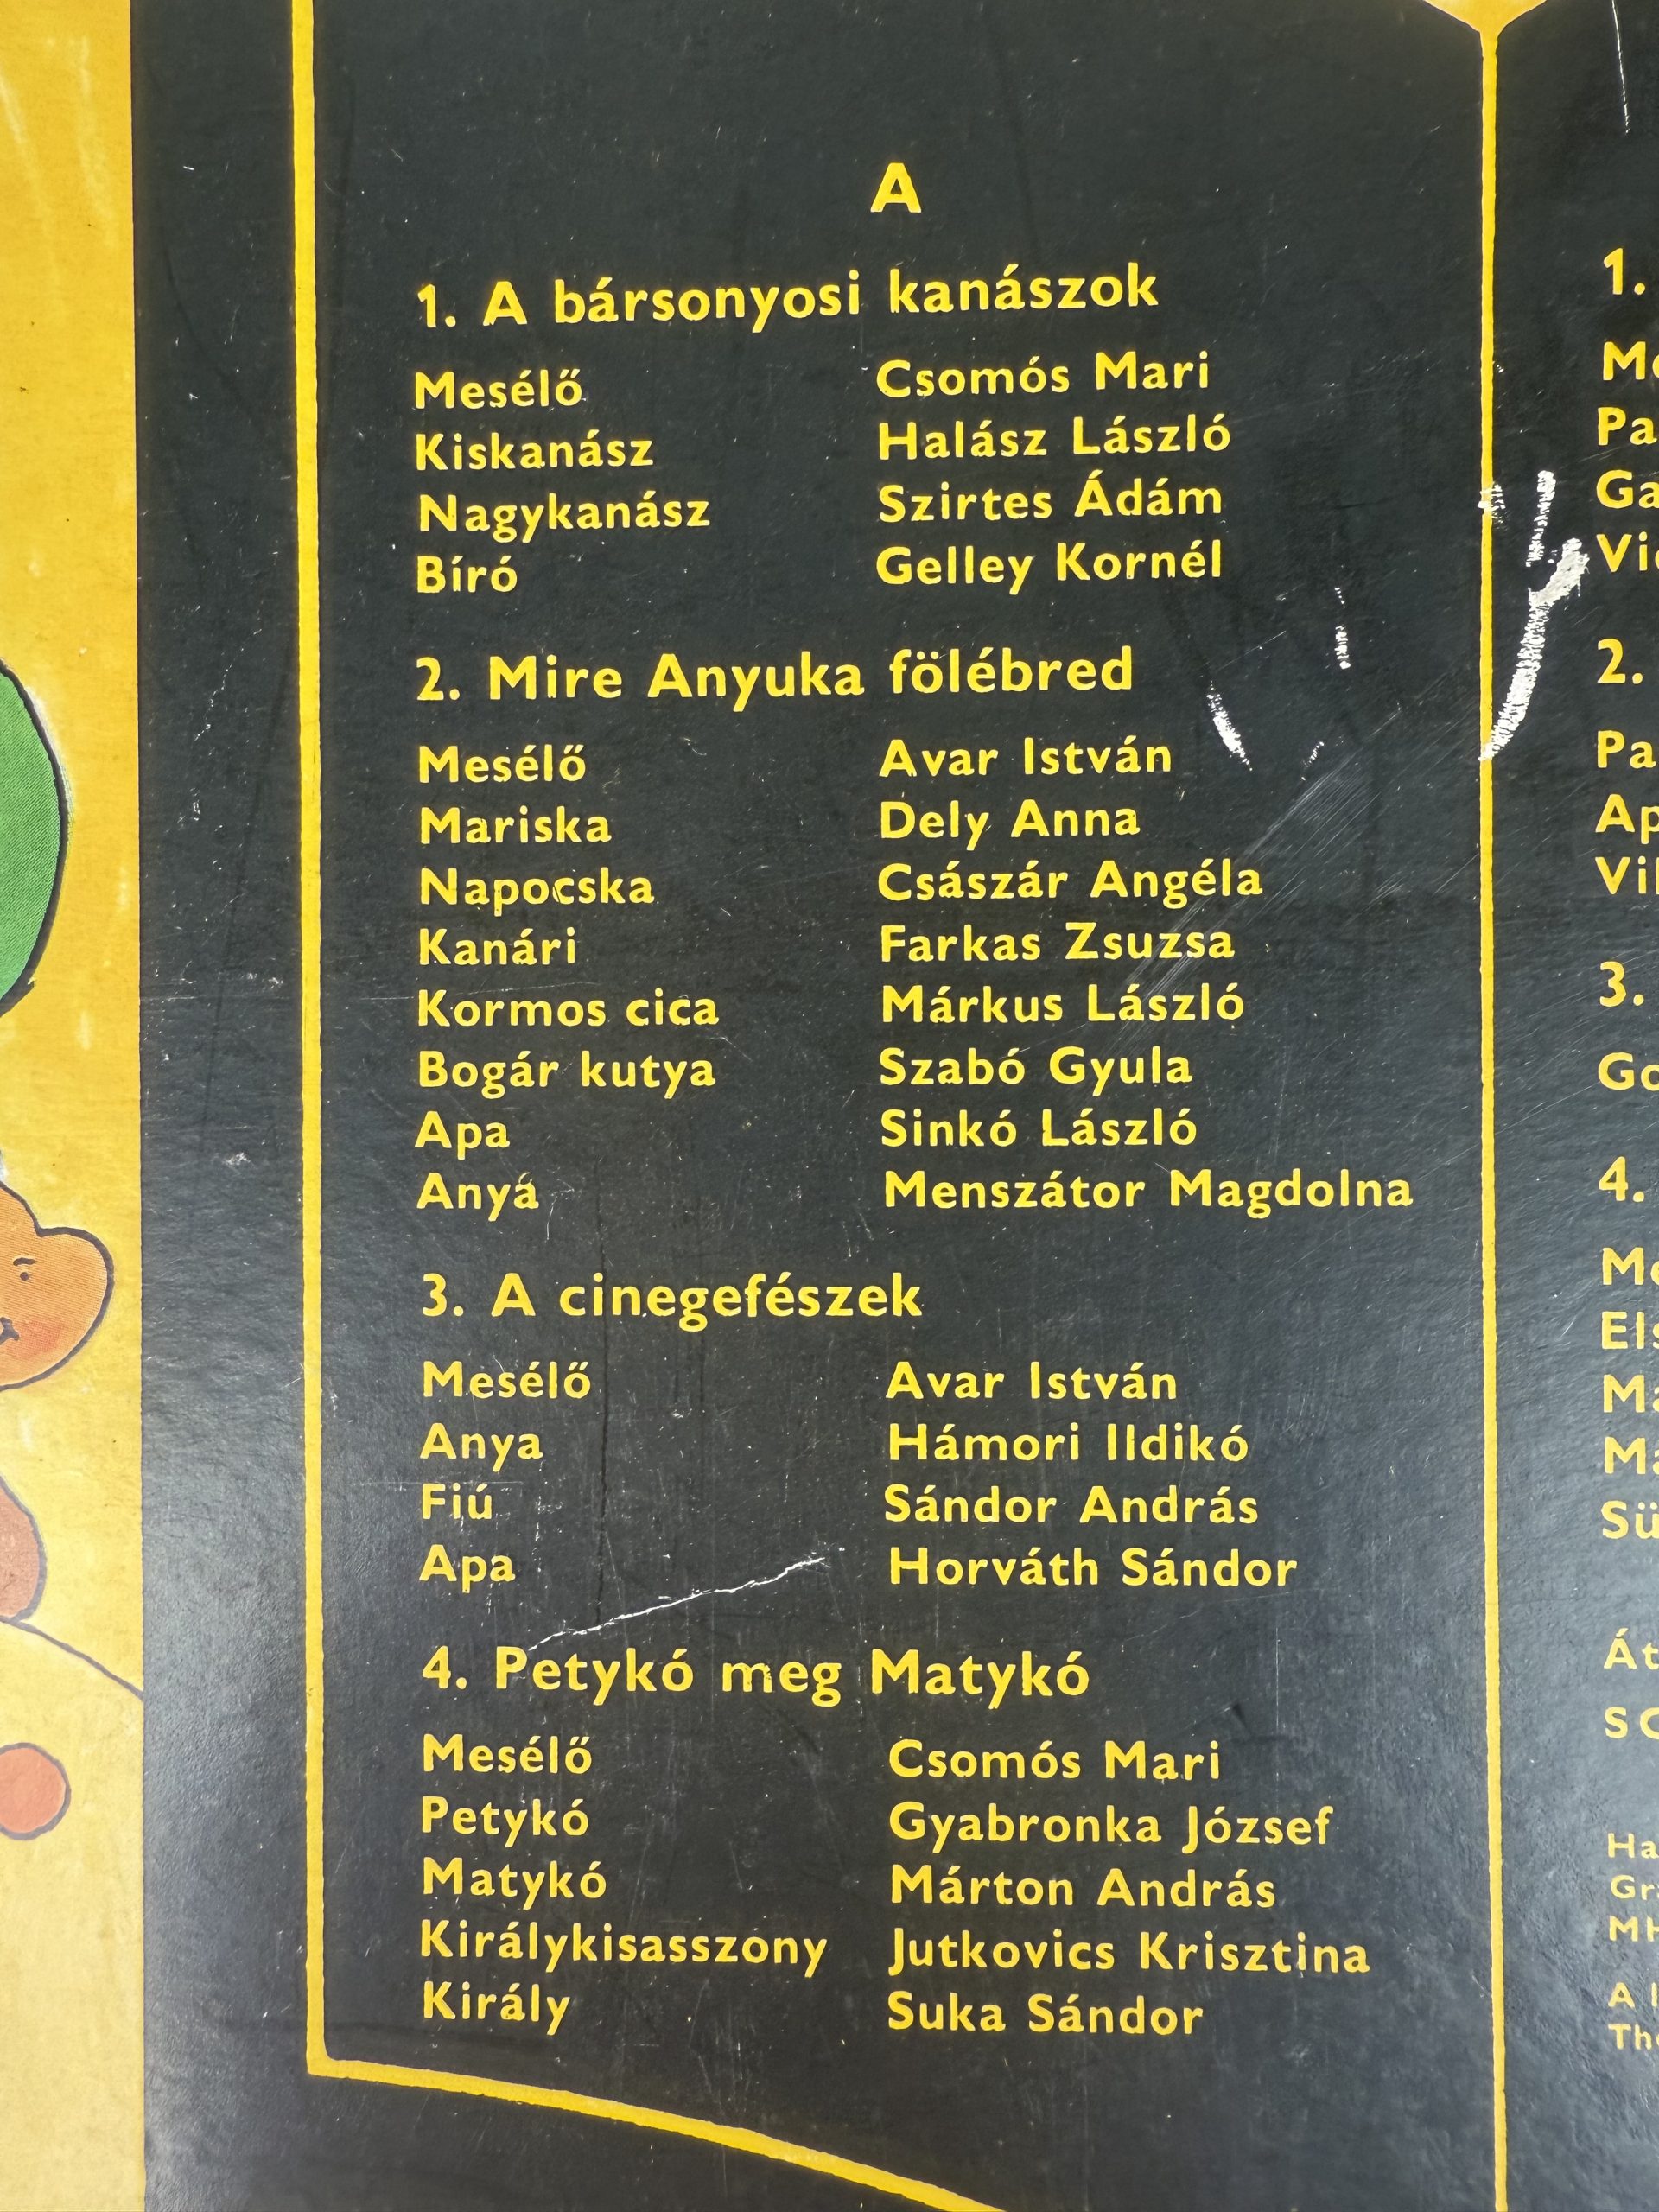 A
1. A bársonyosi kanászok
Mesélő Csomós Mari
Kiskanász Halász László
Nagykanász Szirtes Ádám
Bíró Gelley Kornél
2. Mire Anyuka fölébred
Mesélő Avar István
Mariska Dely Anna
Napocska Császár Angéla
Kanári Farkas Zsuzsa
Kormos cica Márkus László
Bogár kutya Szabó Gyula
Apa Sinkó László
Anya Menszátor Magdolna
3. A cinegefészek
Mesélő Avar István
Anya Hámori Ildikó
Fiú Sándor András
Apa Horváth Sándor
4. Petykó meg Matykó
Mesélő Csomós Mari
Petykó Gyabronka József
Matykó Márton András
Királykisasszony Jutkovics Krisztina
Király Suka Sándor
1.
2.
3.
4.